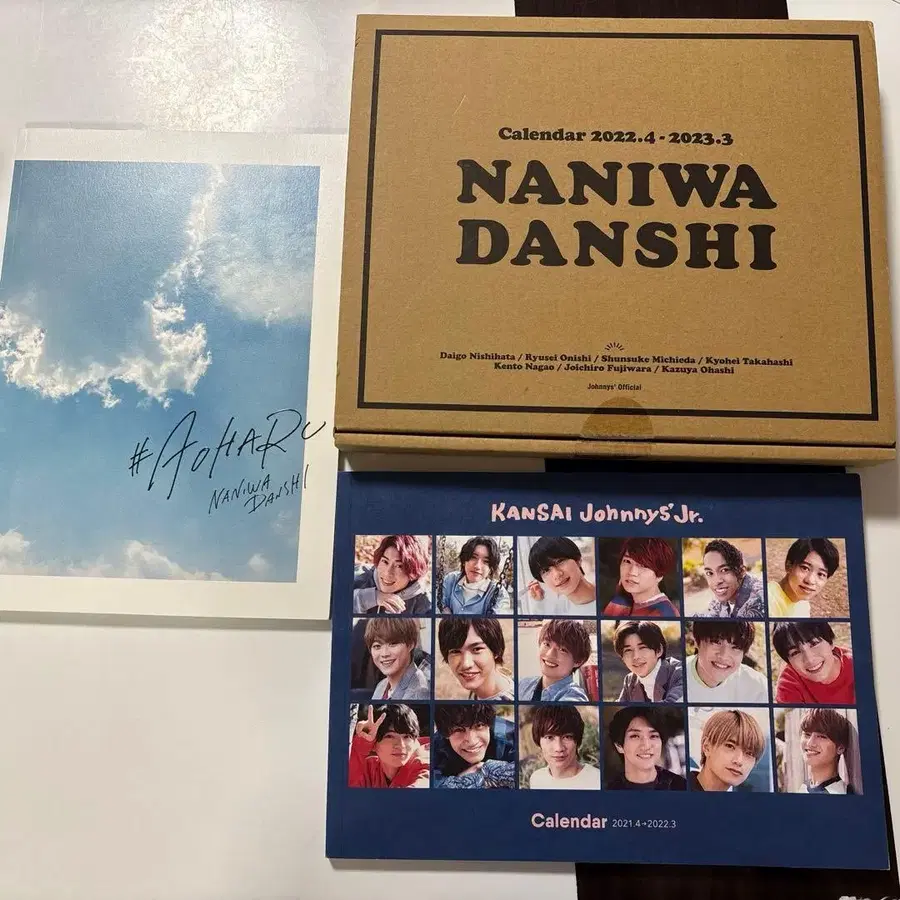 Calendar 2022.4-2023.3
NANIWA
DANSHI
Daigo Nishihata / Ryusei Onishi / Shunsuke Michieda / Kyohei Takahashi
Kento Nagao / Joichiro Fujiwara / Kazuya Ohashi
Johnnys' Official
#AOHARU
NANIWA
DANSHI
KANSAI Johnnys' Jr.
Calendar 2021.4→2022.3